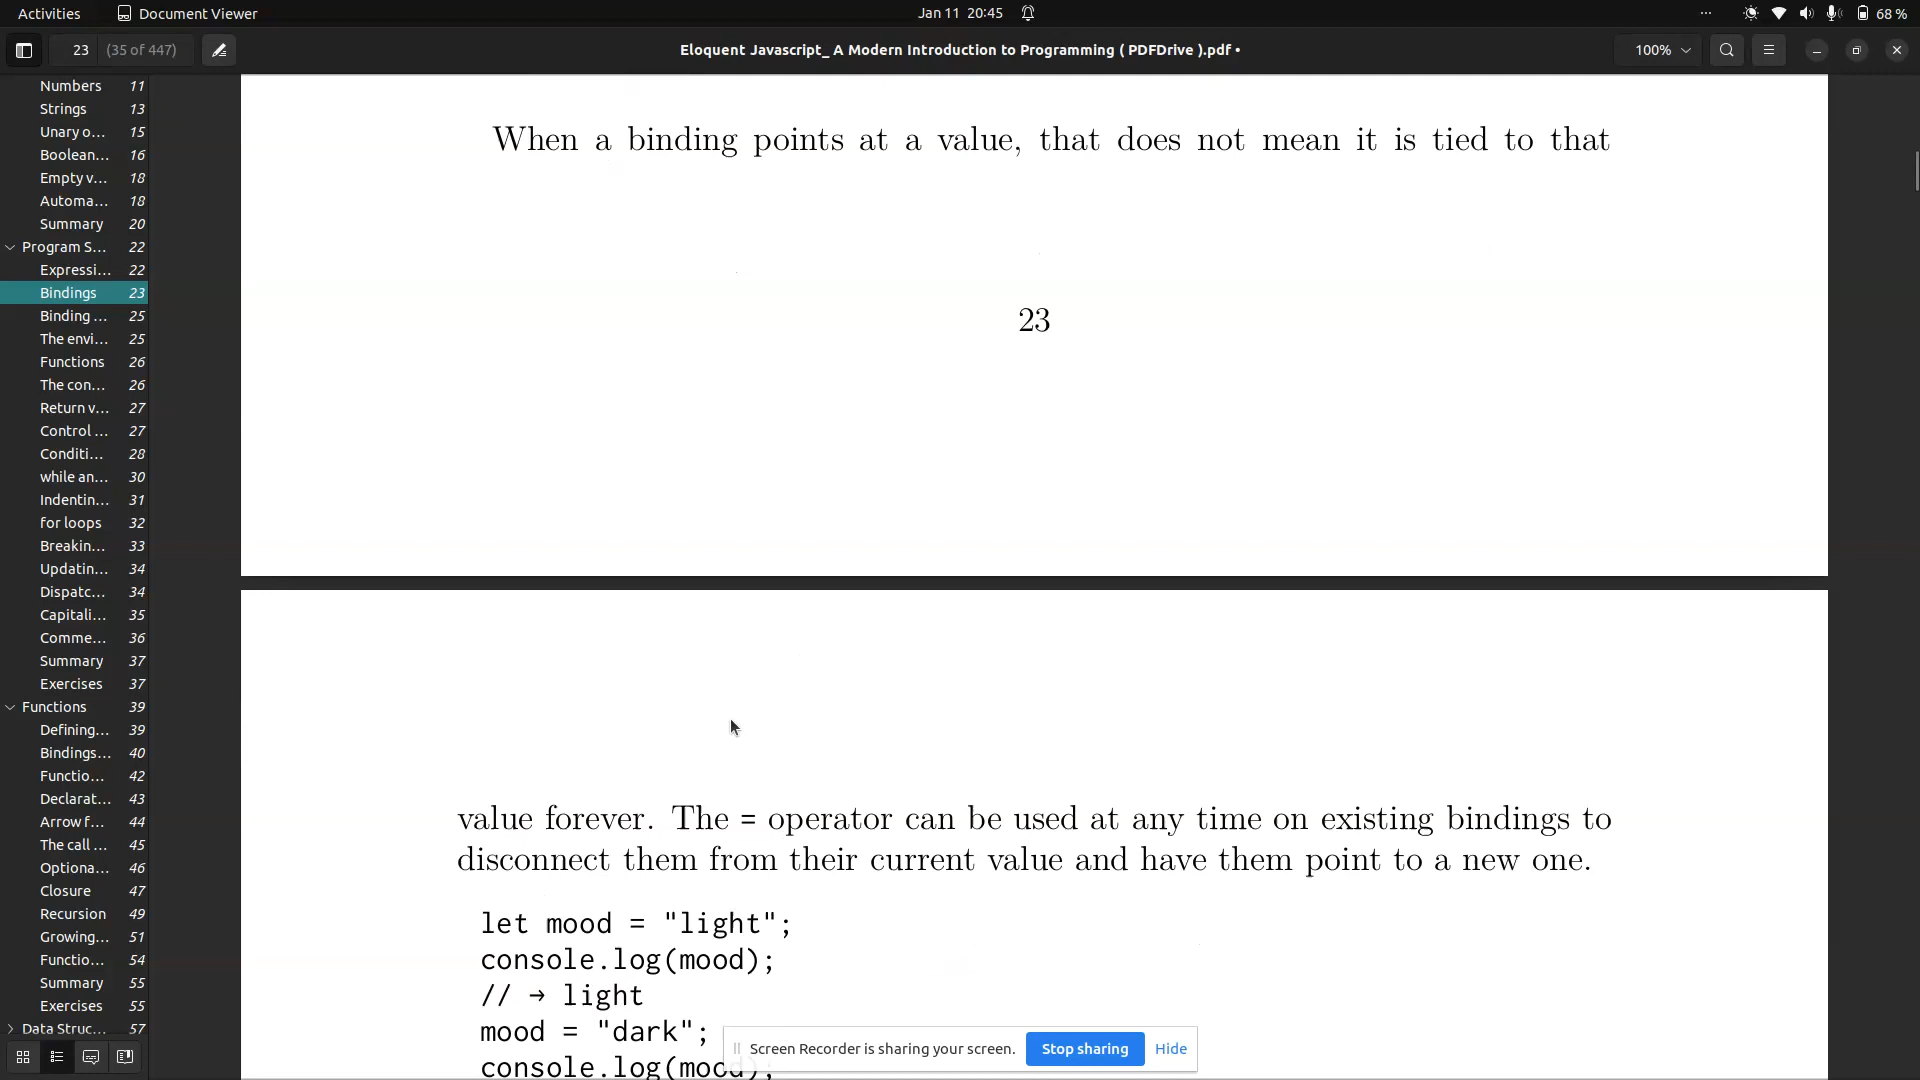 Activities
Document Viewer
Jan 11 20:45
68 %
23
(35 of 447)
Eloquent Javascript_ A Modern Introduction to Programming ( PDFDrive ).pdf •
100%
Numbers 11
Strings 13
Unary o... 15
Boolean... 16
Empty v... 18
Automa... 18
Summary 20
Program S... 22
Expressi... 22
Bindings 23
Binding ... 25
The envi... 25
Functions 26
The con... 26
Return v... 27
Control ... 27
Conditi... 28
while an... 30
Indentin... 31
for loops 32
Breakin... 33
Updatin... 34
Dispatc... 34
Capitali... 35
Comme... 36
Summary 37
Exercises 37
Functions 39
Defining... 39
Bindings... 40
Functio... 42
Declarat... 43
Arrow f... 44
The call ... 45
Optiona... 46
Closure 47
Recursion 49
Growing... 51
Functio... 54
Summary 55
Exercises 55
Data Struc... 57
When a binding points at a value, that does not mean it is tied to that
23
value forever. The = operator can be used at any time on existing bindings to
disconnect them from their current value and have them point to a new one.
let mood = "light";
console.log(mood);
// → light
mood = "dark";
console.log(mood);
Screen Recorder is sharing your screen.
Stop sharing
Hide